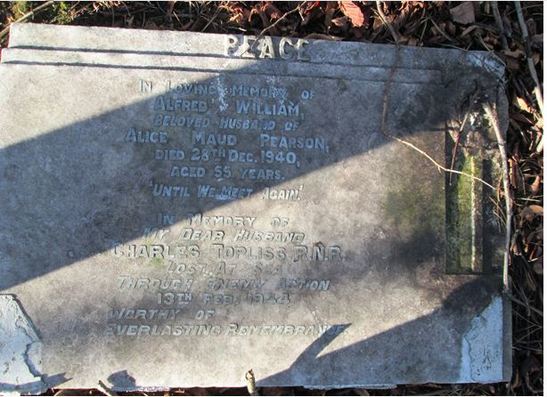 PEACE
IN LOVING MEMORY OF
ALFRED WILLIAM,
BELOVED HUSBAND OF
ALICE MAUD PEARSON,
DIED 28TH DEC. 1940,
AGED 55 YEARS.
"UNTIL WE MEET AGAIN."
IN MEMORY OF
MY DEAR HUSBAND
CHARLES TOPLISS, R.N.P.
LOST AT SEA
THROUGH ENEMY ACTION
13TH FEB. 1944
WORTHY OF
EVERLASTING REMEMBRANCE